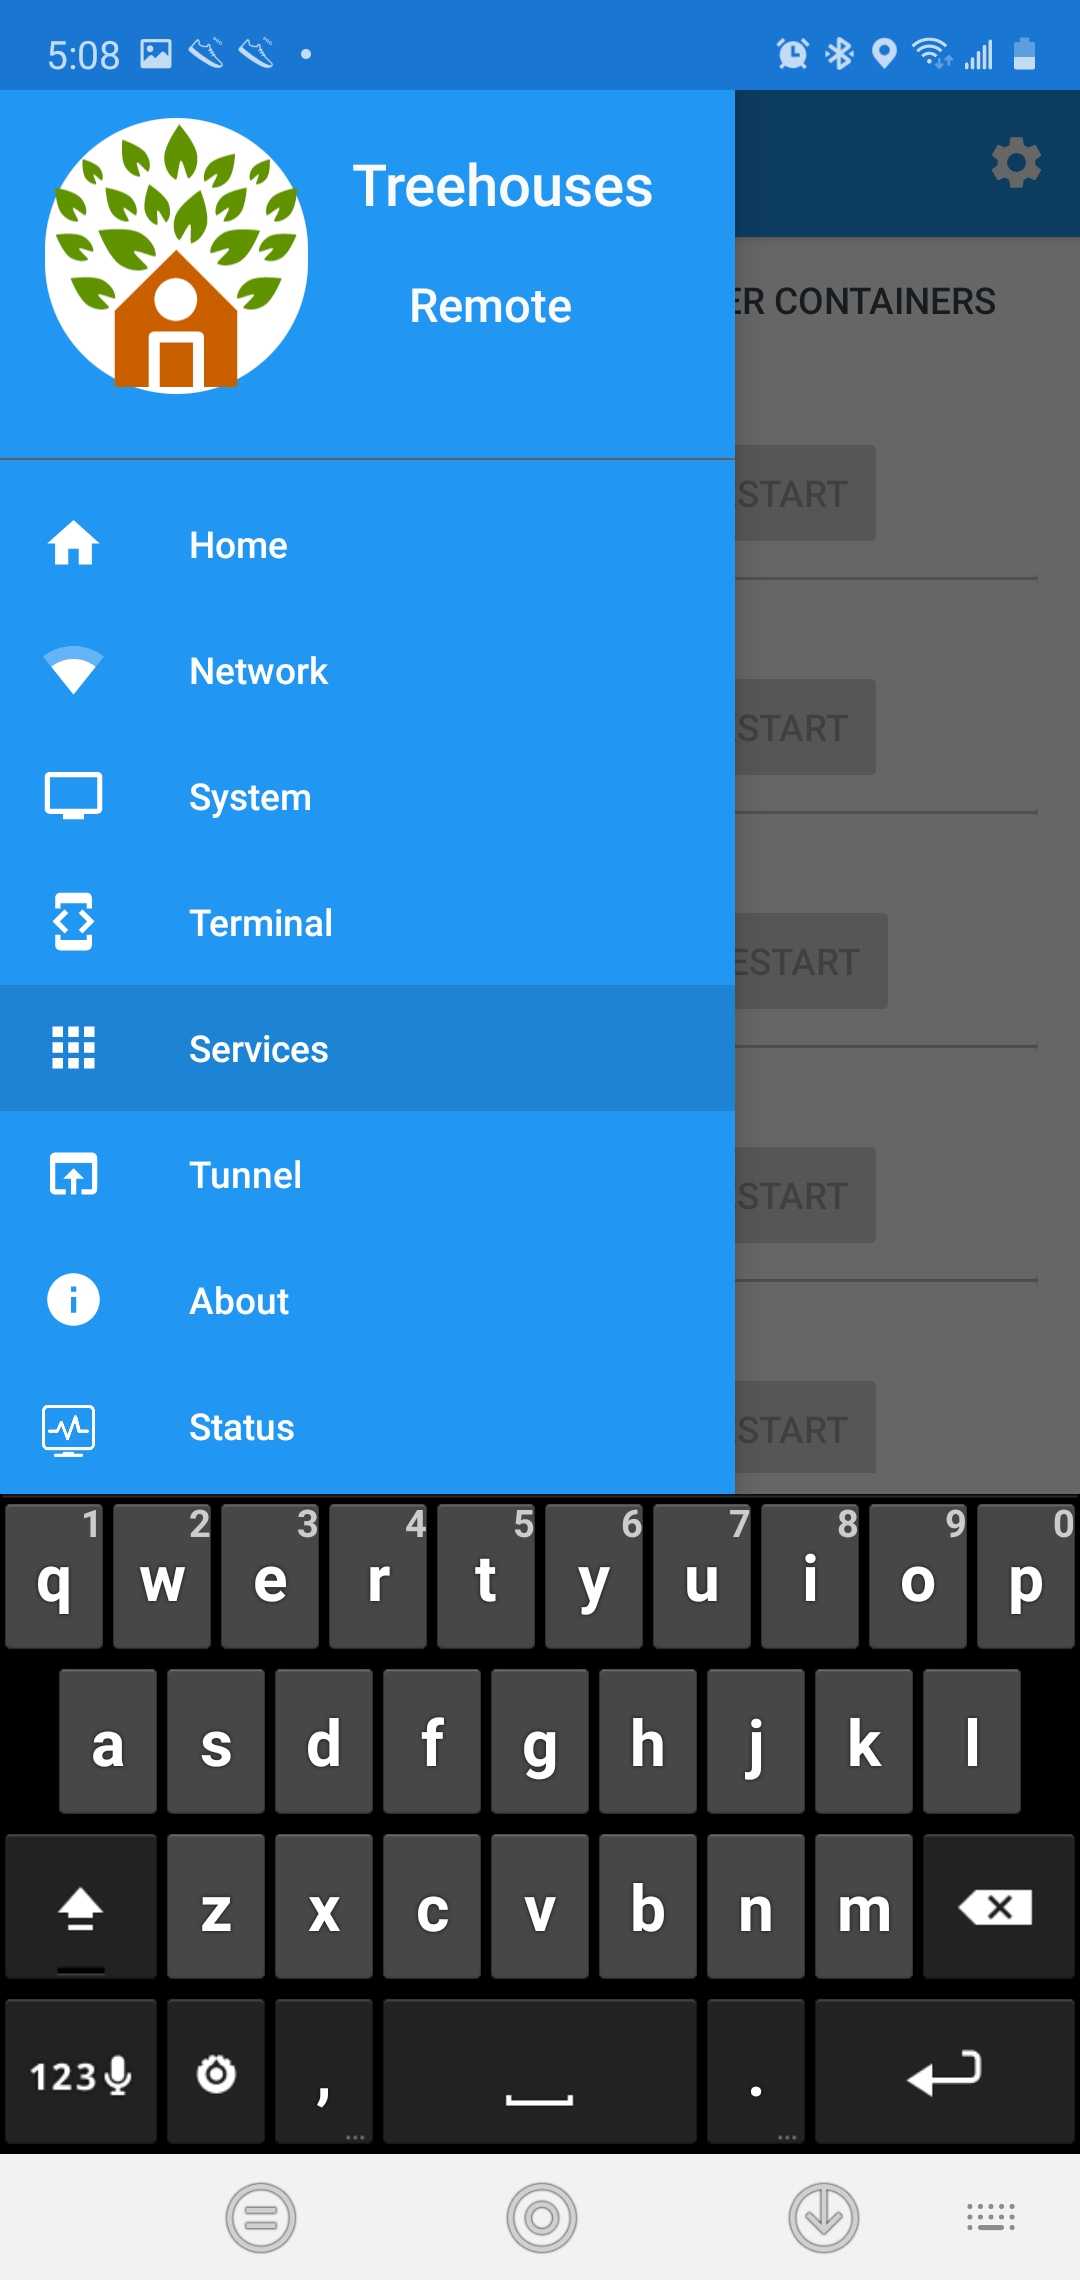 5:08
Treehouses
Remote
ER CONTAINERS
Home
START
Network
START
System
Terminal
ESTART
Services
Tunnel
START
About
Status
START
1 2 3 4 5 6 7 8 9 0
q w e r t y u i o p
a s d f g h j k l
z x c v b n m
123 , .